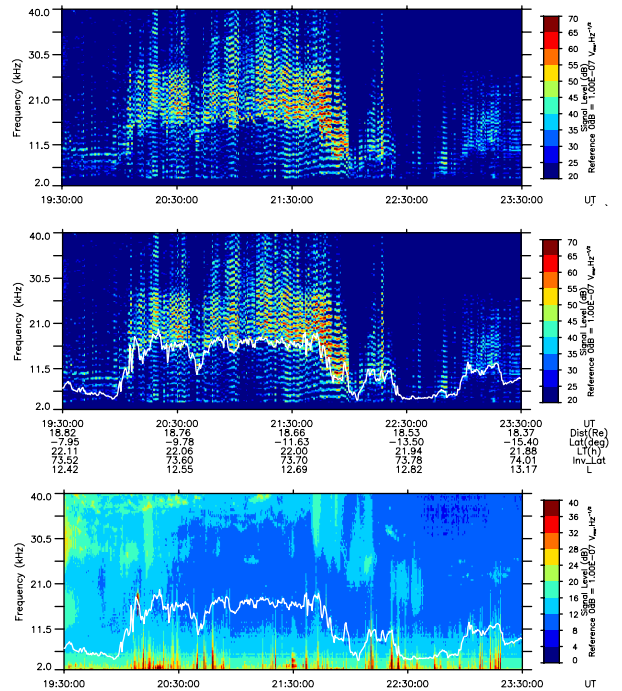 40.0
30.5
21.0
11.5
2.0
Frequency (kHz)
19:30:00 20:30:00 21:30:00 22:30:00 23:30:00 UT
70
65
60
55
50
45
40
35
30
25
20
Signal Level (dB)
Reference 0dB = 1.00E-07 Vrms.Hz-1/2
40.0
30.5
21.0
11.5
2.0
Frequency (kHz)
70
65
60
55
50
45
40
35
30
25
20
Signal Level (dB)
Reference 0dB = 1.00E-07 Vrms.Hz-1/2
19:30:00 20:30:00 21:30:00 22:30:00 23:30:00 UT
18.82 18.76 18.66 18.53 18.37 Dist(Re)
-7.95 -9.78 -11.63 -13.50 -15.40 Lat(deg)
22.11 22.06 22.00 21.94 21.88 LT(h)
73.52 73.60 73.70 73.78 74.01 Inv_Lat
12.42 12.55 12.69 12.82 13.17 L
40.0
30.5
21.0
11.5
2.0
Frequency (kHz)
40
36
32
28
24
20
16
12
8
4
0
Signal Level (dB)
Reference 0dB = 1.00E-07 Vrms.Hz-1/2
19:30:00 20:30:00 21:30:00 22:30:00 23:30:00 UT